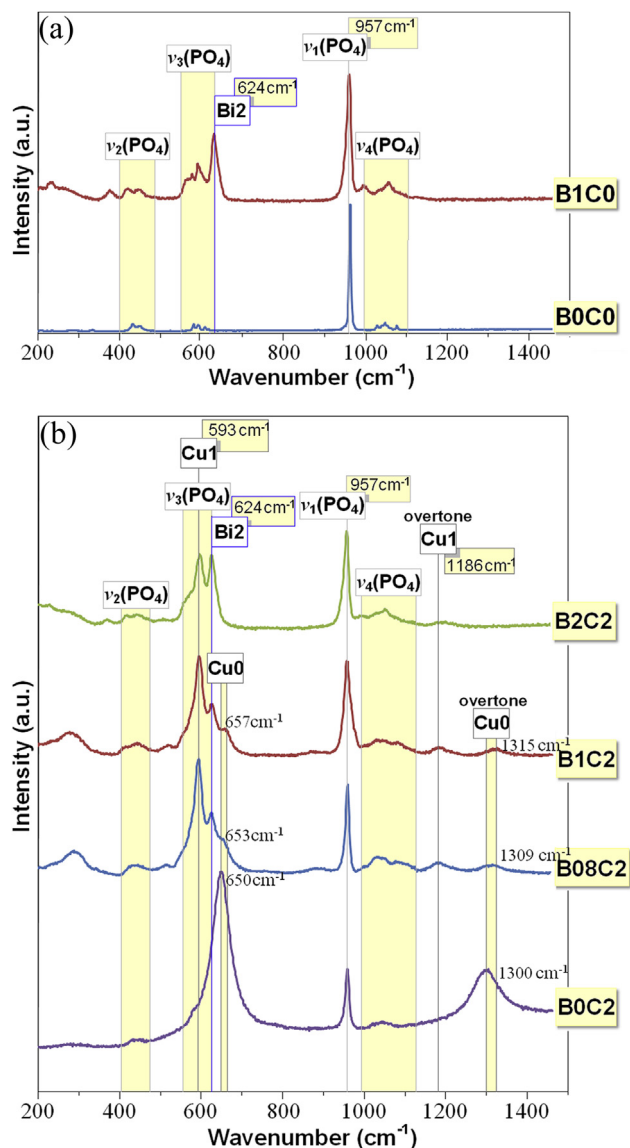 (a)
957 cm⁻¹
ν₁(PO₄)
ν₃(PO₄)
624 cm⁻¹
Bi2
ν₂(PO₄)
ν₄(PO₄)
B1C0
B0C0
Intensity (a.u.)
200 400 600 800 1000 1200 1400
Wavenumber (cm⁻¹)
(b)
593 cm⁻¹
Cu1
957 cm⁻¹
ν₃(PO₄)
624 cm⁻¹
ν₁(PO₄)
Bi2
overtone
Cu1
1186 cm⁻¹
ν₂(PO₄)
ν₄(PO₄)
B2C2
Cu0
overtone
Cu0
657 cm⁻¹
1315 cm⁻¹
B1C2
653 cm⁻¹
1309 cm⁻¹
B08C2
650 cm⁻¹
1300 cm⁻¹
B0C2
Intensity (a.u.)
200 400 600 800 1000 1200 1400
Wavenumber (cm⁻¹)